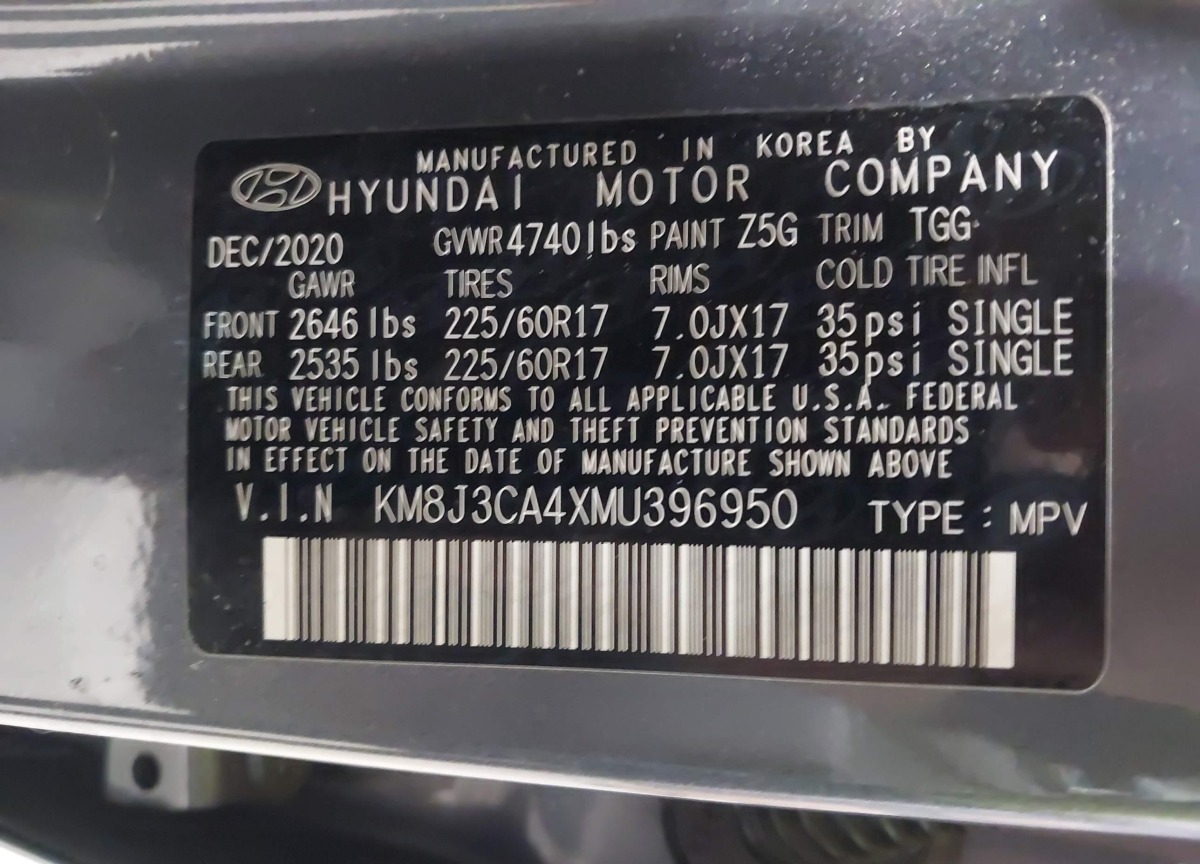 MANUFACTURED IN KOREA BY
HYUNDAI MOTOR COMPANY
DEC/2020 GVWR 4740lbs PAINT Z5G TRIM TGG
GAWR TIRES RIMS COLD TIRE INFL
FRONT 2646 lbs 225/60R17 7.0JX17 35psi SINGLE
REAR 2535 lbs 225/60R17 7.0JX17 35psi SINGLE
THIS VEHICLE CONFORMS TO ALL APPLICABLE U.S.A. FEDERAL
MOTOR VEHICLE SAFETY AND THEFT PREVENTION STANDARDS
IN EFFECT ON THE DATE OF MANUFACTURE SHOWN ABOVE
V.I.N KM8J3CA4XMU396950 TYPE : MPV